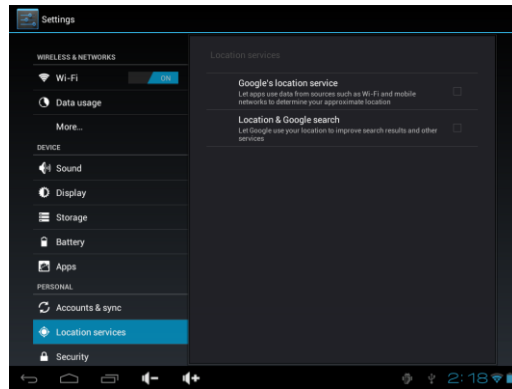 Settings
WIRELESS & NETWORKS
Wi-Fi
ON
Data usage
More...
DEVICE
Sound
Display
Storage
Battery
Apps
PERSONAL
Accounts & sync
Location services
Security
Location services
Google's location service
Let apps use data from sources such as Wi-Fi and mobile
networks to determine your approximate location
Location & Google search
Let Google use your location to improve search results and other
services
2:18